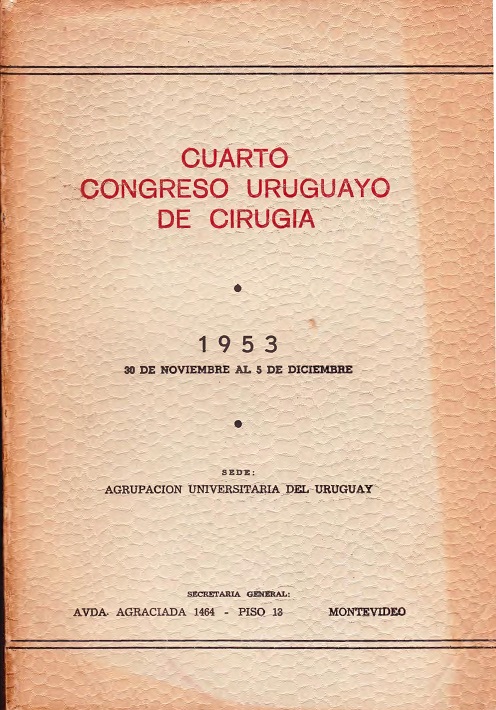 CUARTO
CONGRESO URUGUAYO
DE CIRUGIA
1953
30 DE NOVIEMBRE AL 5 DE DICIEMBRE
SEDE:
AGRUPACION UNIVERSITARIA DEL URUGUAY
SECRETARIA GENERAL:
AVDA. AGRACIADA 1464 - PISO 13 MONTEVIDEO